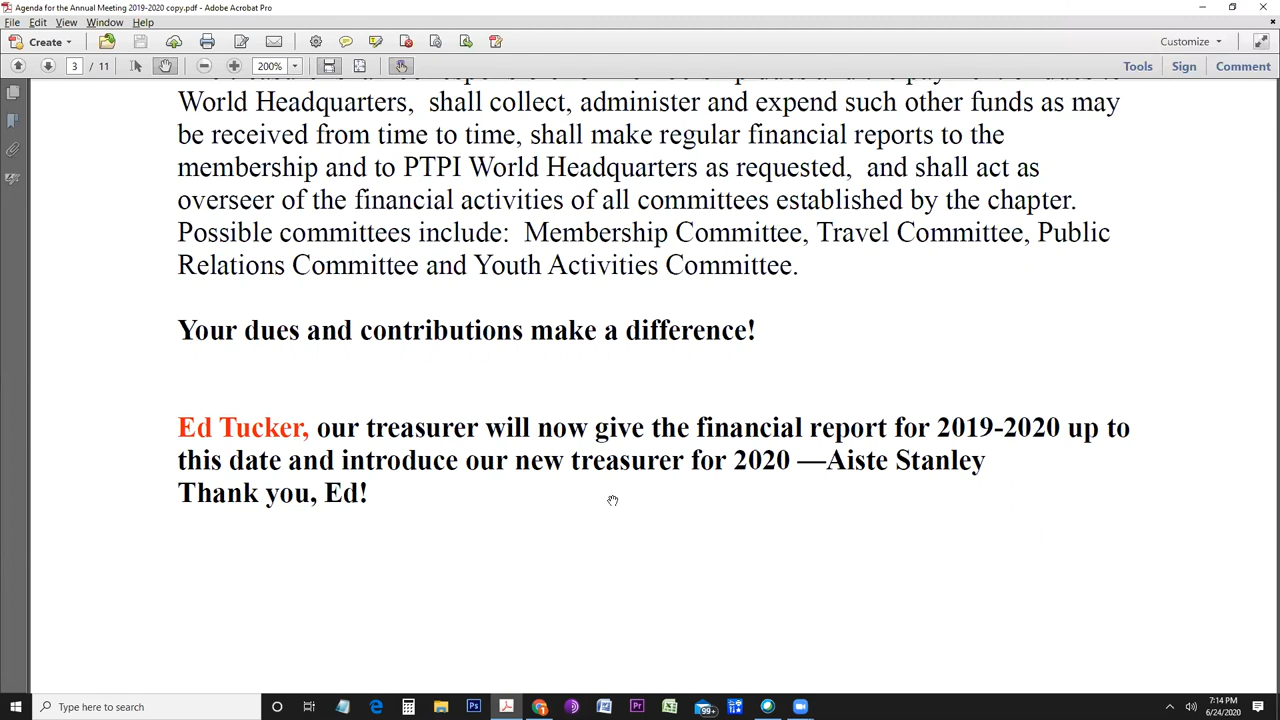 Agenda for the Annual Meeting 2019-2020 copy.pdf - Adobe Acrobat Pro
File Edit View Window Help
Create Customize
3 / 11 200% Tools Sign Comment
World Headquarters, shall collect, administer and expend such other funds as may
be received from time to time, shall make regular financial reports to the
membership and to PTPI World Headquarters as requested, and shall act as
overseer of the financial activities of all committees established by the chapter.
Possible committees include: Membership Committee, Travel Committee, Public
Relations Committee and Youth Activities Committee.
Your dues and contributions make a difference!
Ed Tucker, our treasurer will now give the financial report for 2019-2020 up to
this date and introduce our new treasurer for 2020 —Aiste Stanley
Thank you, Ed!
Type here to search
99+
7:14 PM
6/24/2020